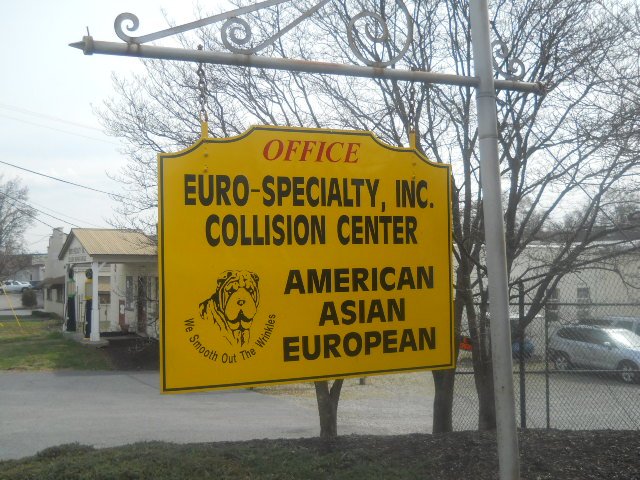 OFFICE
EURO-SPECIALTY, INC.
COLLISION CENTER
AMERICAN
ASIAN
EUROPEAN
We Smooth Out The Wrinkles